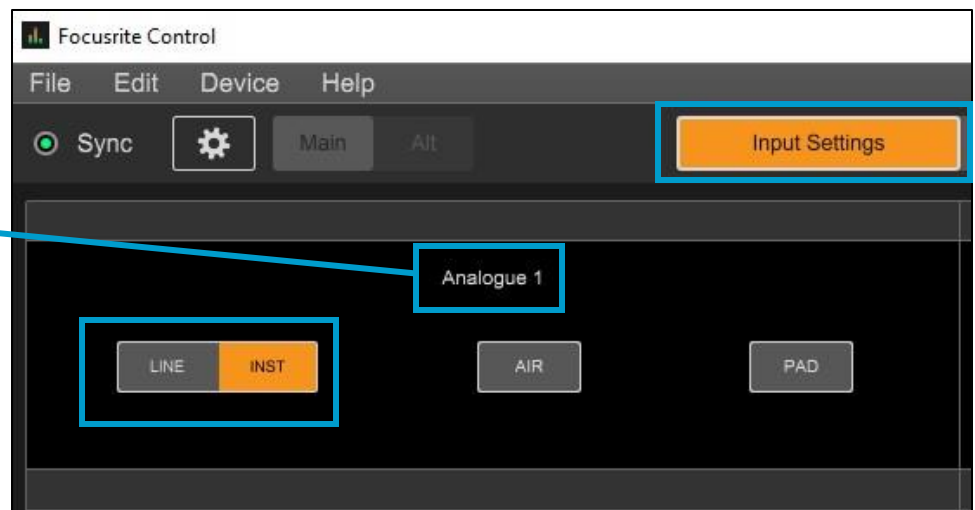 Focusrite Control
File Edit Device Help
Sync Main Alt Input Settings
Analogue 1
LINE INST AIR PAD